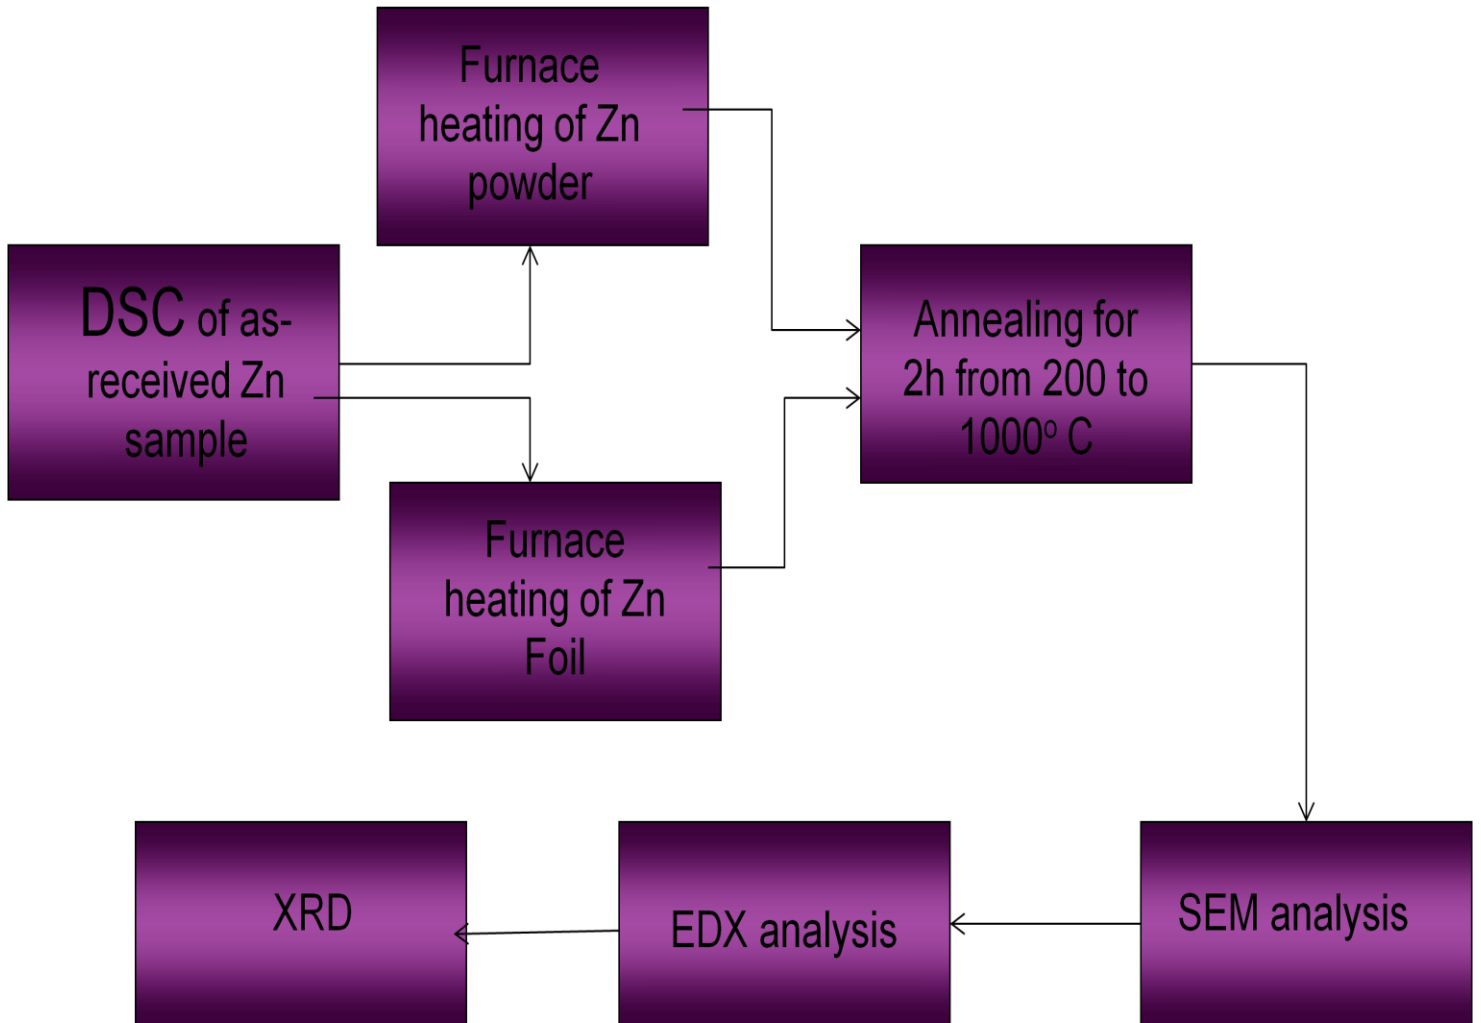 Furnace
heating of Zn
powder
DSC of as-
received Zn
sample
Annealing for
2h from 200 to
1000º C
Furnace
heating of Zn
Foil
XRD
EDX analysis
SEM analysis